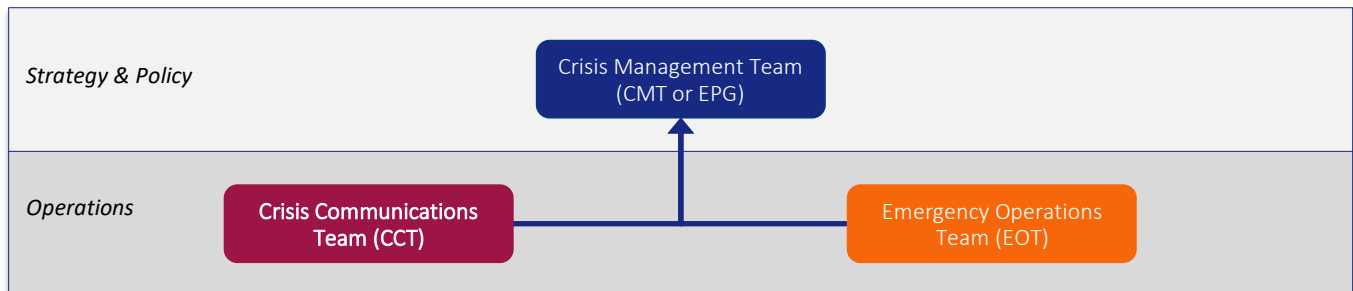 Strategy & Policy
Crisis Management Team
(CMT or EPG)
Operations
Crisis Communications
Team (CCT)
Emergency Operations
Team (EOT)